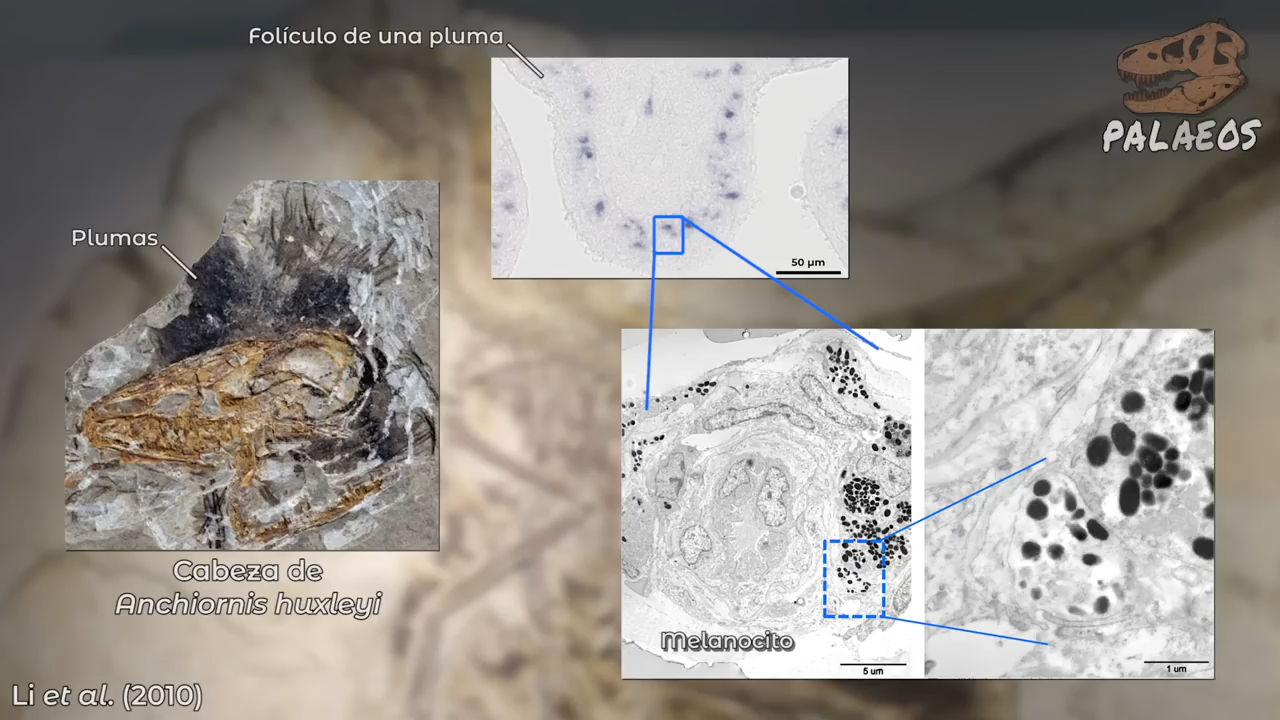 Folículo de una pluma
PALAEOS
Plumas
50 µm
Cabeza de
Anchiornis huxleyi
Melanocito
5 um
1 um
Li et al. (2010)